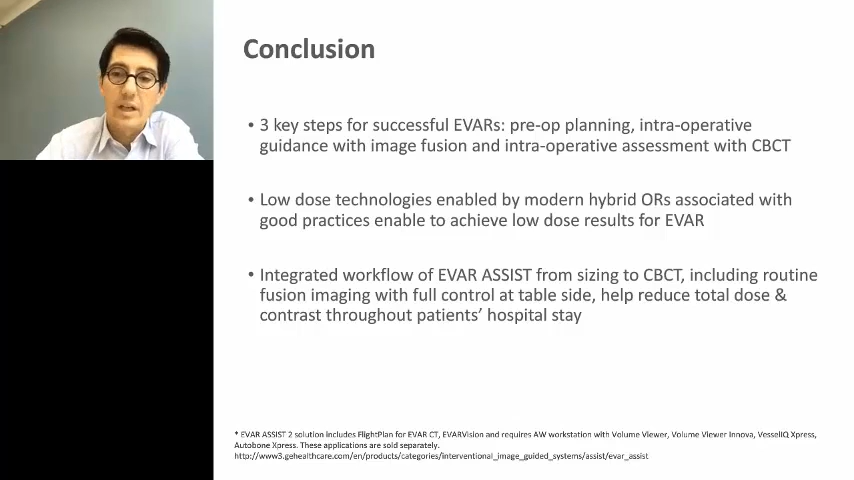 Conclusion
• 3 key steps for successful EVARs: pre-op planning, intra-operative
guidance with image fusion and intra-operative assessment with CBCT
• Low dose technologies enabled by modern hybrid ORs associated with
good practices enable to achieve low dose results for EVAR
• Integrated workflow of EVAR ASSIST from sizing to CBCT, including routine
fusion imaging with full control at table side, help reduce total dose &
contrast throughout patients’ hospital stay
* EVAR ASSIST 2 solution includes FlightPlan for EVAR CT, EVARVision and requires AW workstation with Volume Viewer, Volume Viewer Innova, VesselIQ Xpress,
Autobone Xpress. These applications are sold separately.
http://www3.gehealthcare.com/en/products/categories/interventional_image_guided_systems/assist/evar_assist